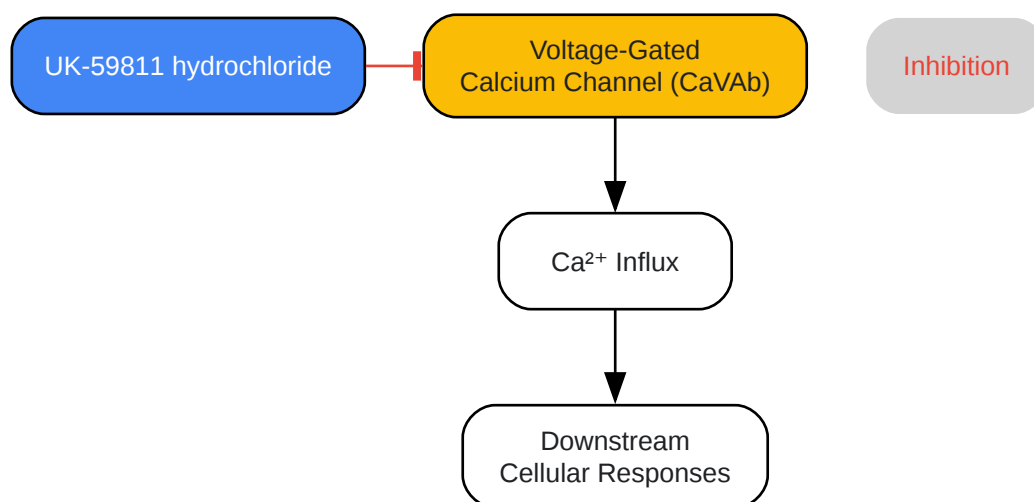 UK-59811 hydrochloride
Voltage-Gated
Calcium Channel (CaVAb)
Inhibition
Ca²⁺ Influx
Downstream
Cellular Responses